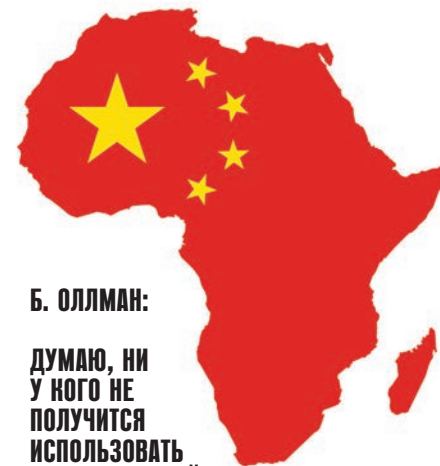 Б. ОЛЛМАН:
ДУМАЮ, НИ
У КОГО НЕ
ПОЛУЧИТСЯ
ИСПОЛЬЗОВАТЬ